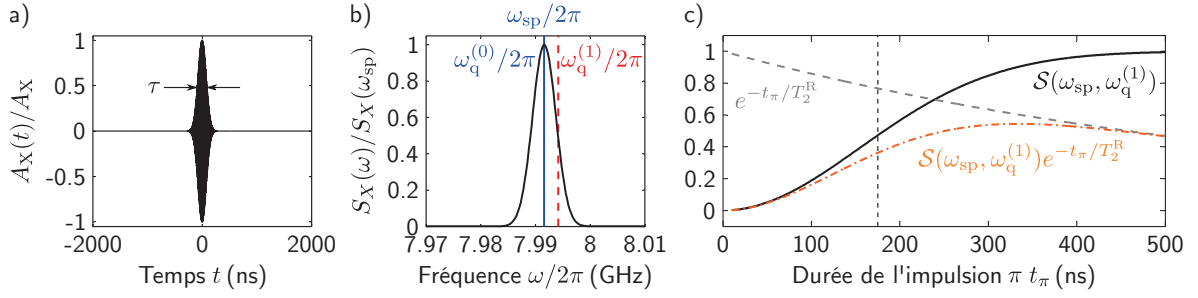 a)
A_X(t)/A_X
1
0.5
0
-0.5
-1
τ
-2000 0 2000
Temps t (ns)
b)
ω_sp/2π
ω_q^(0)/2π
ω_q^(1)/2π
S_X(ω)/S_X(ω_sp)
1
0.8
0.6
0.4
0.2
0
7.97 7.98 7.99 8 8.01
Fréquence ω/2π (GHz)
c)
1.0
0.8
0.6
0.4
0.2
0
S(ω_sp, ω_q^(1))
e^{-t_π/T_2^R}
S(ω_sp, ω_q^(1))e^{-t_π/T_2^R}
0 100 200 300 400 500
Durée de l'impulsion π t_π (ns)